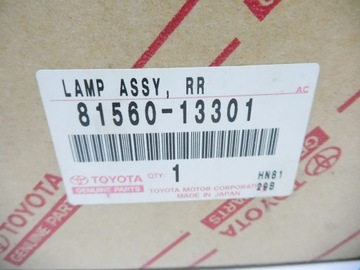 LAMP ASSY, RR
AC
81560-13301
TOYOTA
GENUINE PARTS
QTY:
1
HN81
TOYOTA MOTOR CORPORATION
MADE IN JAPAN
TOYOTA
GENUINE PARTS